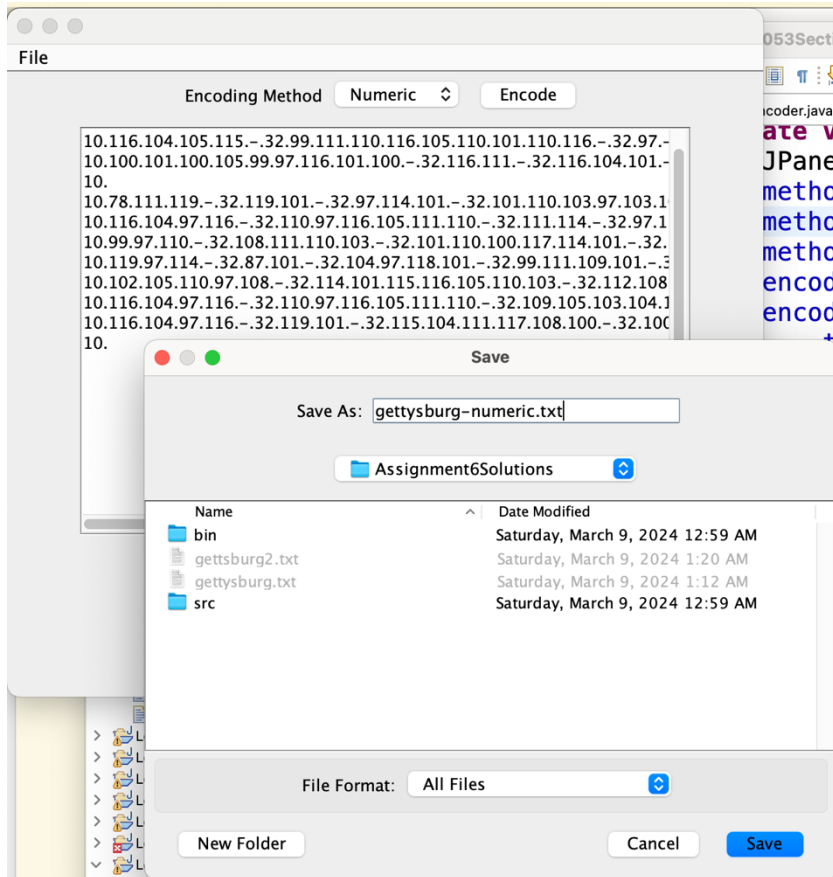 File
Encoding Method Numeric Encode
10.116.104.105.115.-.32.99.111.110.116.105.110.101.110.116.-.32.97.-
10.100.101.100.105.99.97.116.101.100.-.32.116.111.-.32.116.104.101.-
10.
10.78.111.119.-.32.119.101.-.32.97.114.101.-.32.101.110.103.97.103.1
10.116.104.97.116.-.32.110.97.116.105.111.110.-.32.111.114.-.32.97.1
10.99.97.110.-.32.108.111.110.103.-.32.101.110.100.117.114.101.-.32.
10.119.97.114.-.32.87.101.-.32.104.97.118.101.-.32.99.111.109.101.-.3
10.102.105.110.97.108.-.32.114.101.115.116.105.110.103.-.32.112.108
10.116.104.97.116.-.32.110.97.116.105.111.110.-.32.109.105.103.104.1
10.116.104.97.116.-.32.119.101.-.32.115.104.111.117.108.100.-.32.100
10.
053Secti
ncoder.java
ate v
JPane
metho
metho
metho
encod
encod
Save
Save As: gettysburg-numeric.txt
Assignment6Solutions
Name Date Modified
bin Saturday, March 9, 2024 12:59 AM
gettsburg2.txt Saturday, March 9, 2024 1:20 AM
gettysburg.txt Saturday, March 9, 2024 1:12 AM
src Saturday, March 9, 2024 12:59 AM
File Format: All Files
New Folder Cancel Save